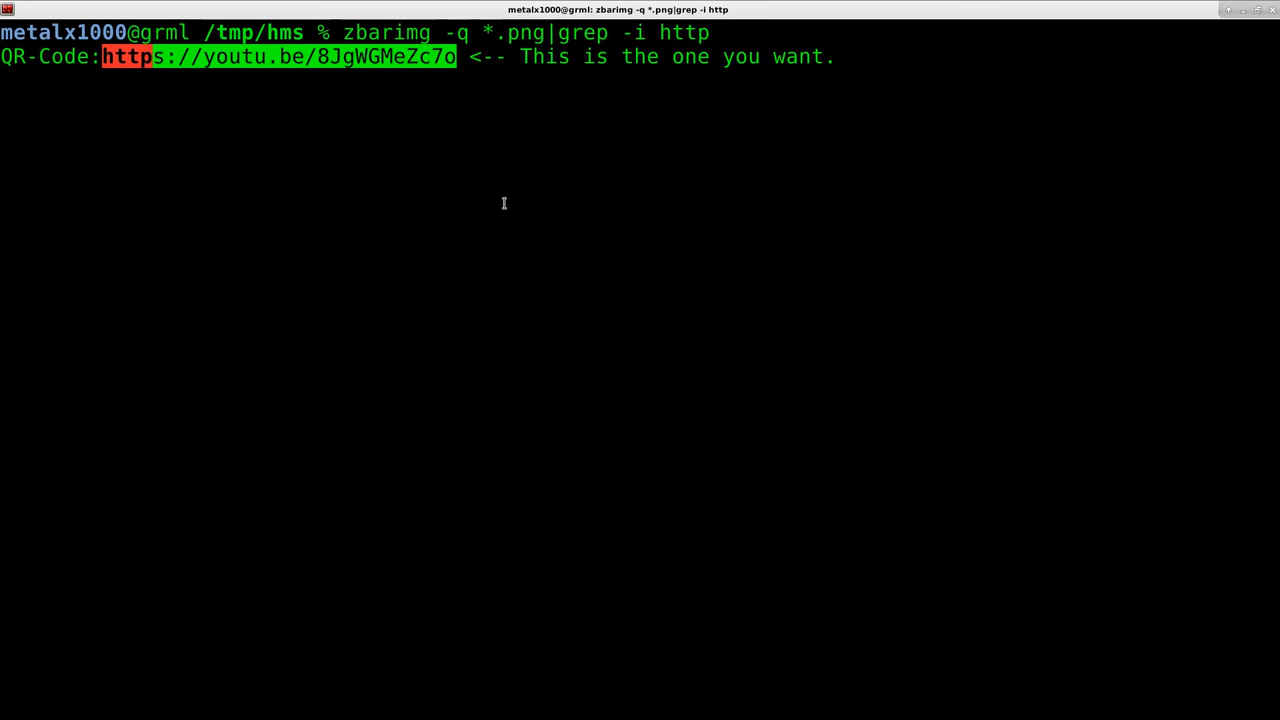 metalx1000@grml: zbarimg -q *.png|grep -i http
metalx1000@grml /tmp/hms % zbarimg -q *.png|grep -i http
QR-Code:https://youtu.be/8JgWGMeZc7o <-- This is the one you want.